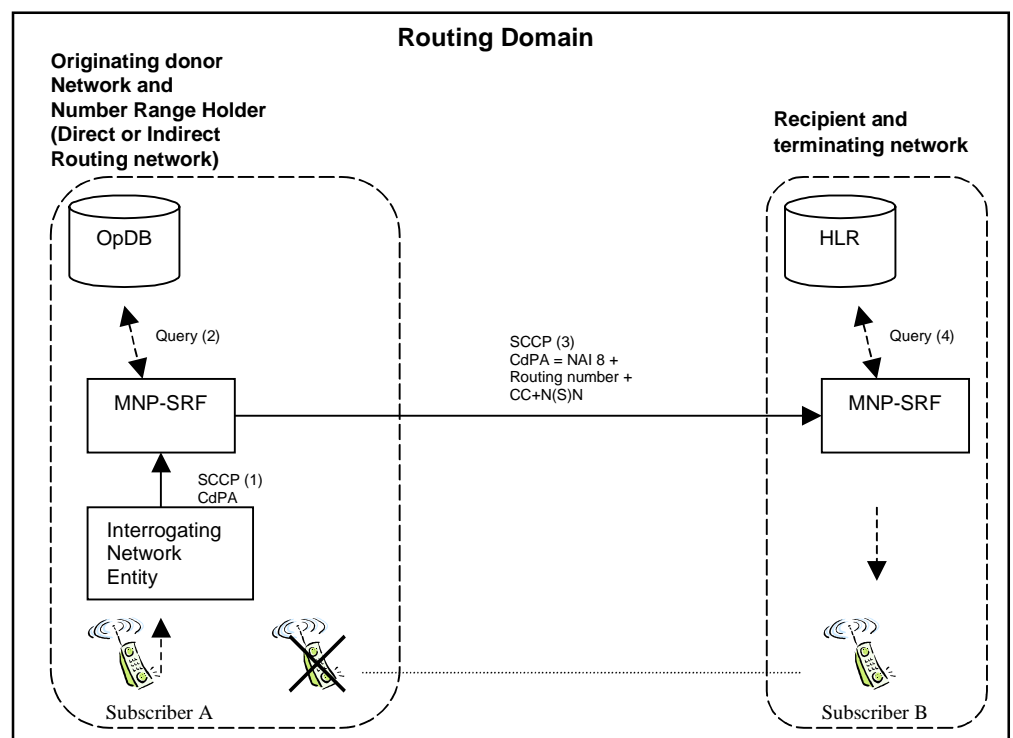 Routing Domain
Originating donor
Network and
Number Range Holder
(Direct or Indirect
Routing network)
Recipient and
terminating network
OpDB
HLR
Query (2)
SCCP (3)
CdPA = NAI 8 +
Routing number +
CC+N(S)N
Query (4)
MNP-SRF
MNP-SRF
SCCP (1)
CdPA
Interrogating
Network
Entity
Subscriber A
Subscriber B